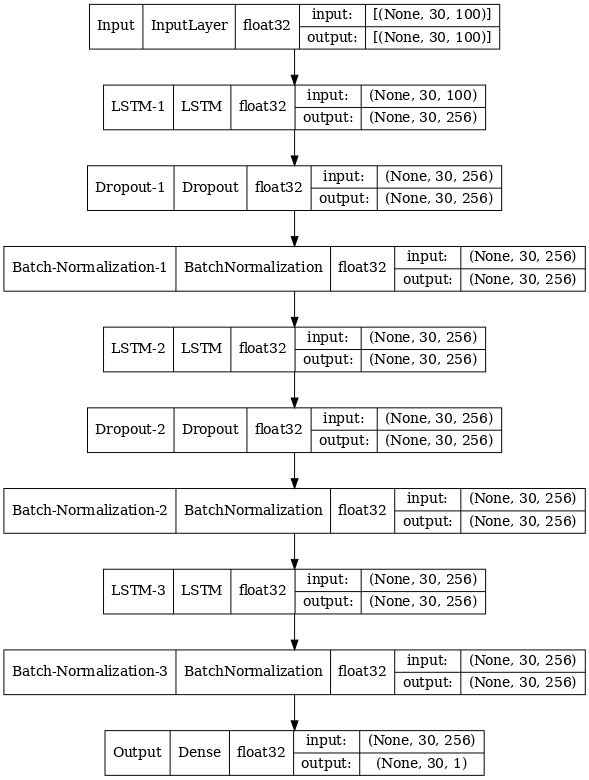 Input InputLayer float32 input: [(None, 30, 100)]
output: [(None, 30, 100)]
LSTM-1 LSTM float32 input: (None, 30, 100)
output: (None, 30, 256)
Dropout-1 Dropout float32 input: (None, 30, 256)
output: (None, 30, 256)
Batch-Normalization-1 BatchNormalization float32 input: (None, 30, 256)
output: (None, 30, 256)
LSTM-2 LSTM float32 input: (None, 30, 256)
output: (None, 30, 256)
Dropout-2 Dropout float32 input: (None, 30, 256)
output: (None, 30, 256)
Batch-Normalization-2 BatchNormalization float32 input: (None, 30, 256)
output: (None, 30, 256)
LSTM-3 LSTM float32 input: (None, 30, 256)
output: (None, 30, 256)
Batch-Normalization-3 BatchNormalization float32 input: (None, 30, 256)
output: (None, 30, 256)
Output Dense float32 input: (None, 30, 256)
output: (None, 30, 1)